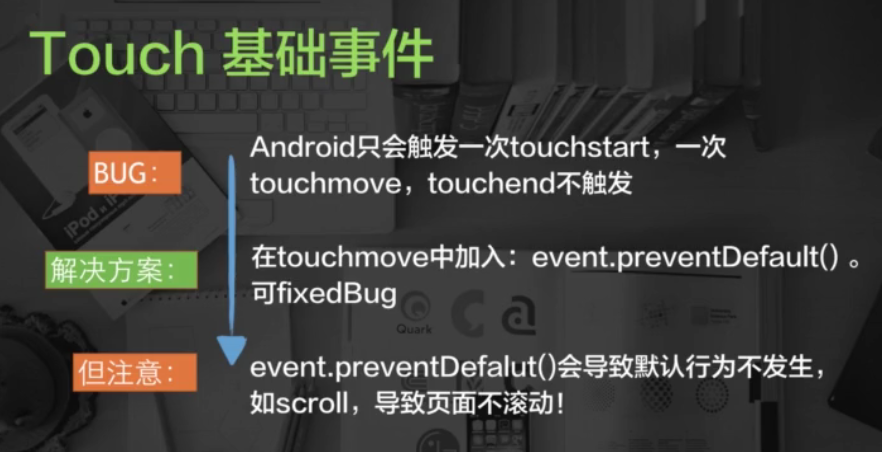 Touch 基础事件
BUG：
Android只会触发一次touchstart，一次
touchmove，touchend不触发
解决方案：
在touchmove中加入：event.preventDefault() 。
可fixedBug
但注意：
event.preventDefalut()会导致默认行为不发生，
如scroll，导致页面不滚动！
iPod x iP
Quark